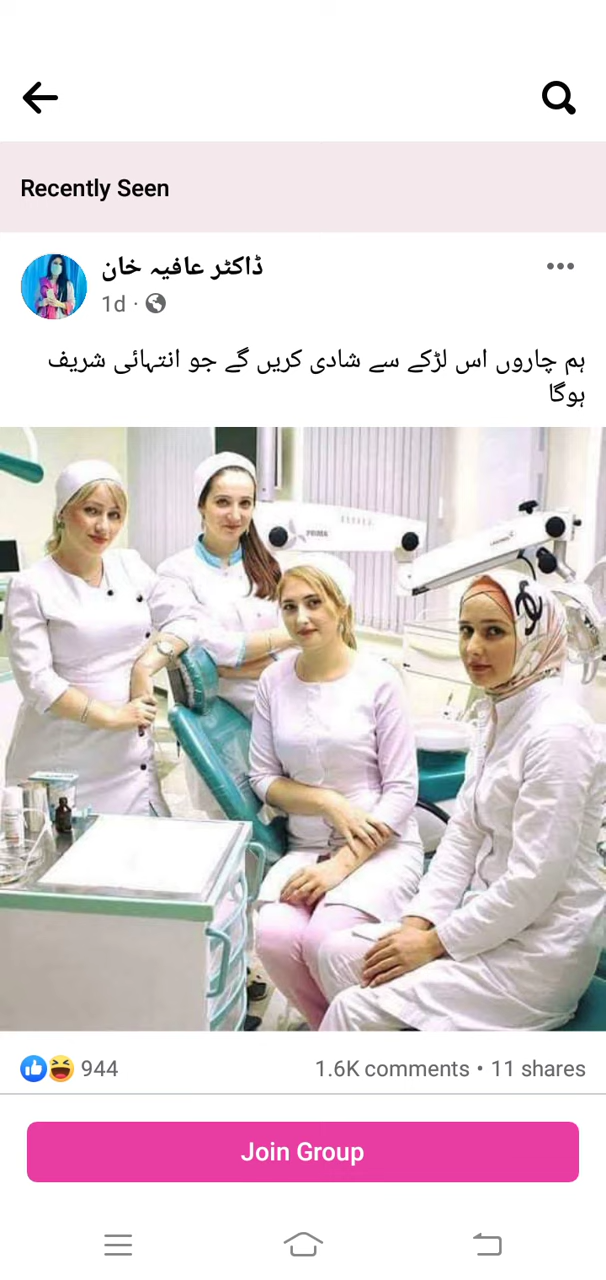 Recently Seen
ڈاکٹر عافیہ خان
1d ·
ہم چاروں اس لڑکے سے شادی کریں گے جو انتہائی شریف
ہوگا
PRIMA
944
1.6K comments • 11 shares
Join Group